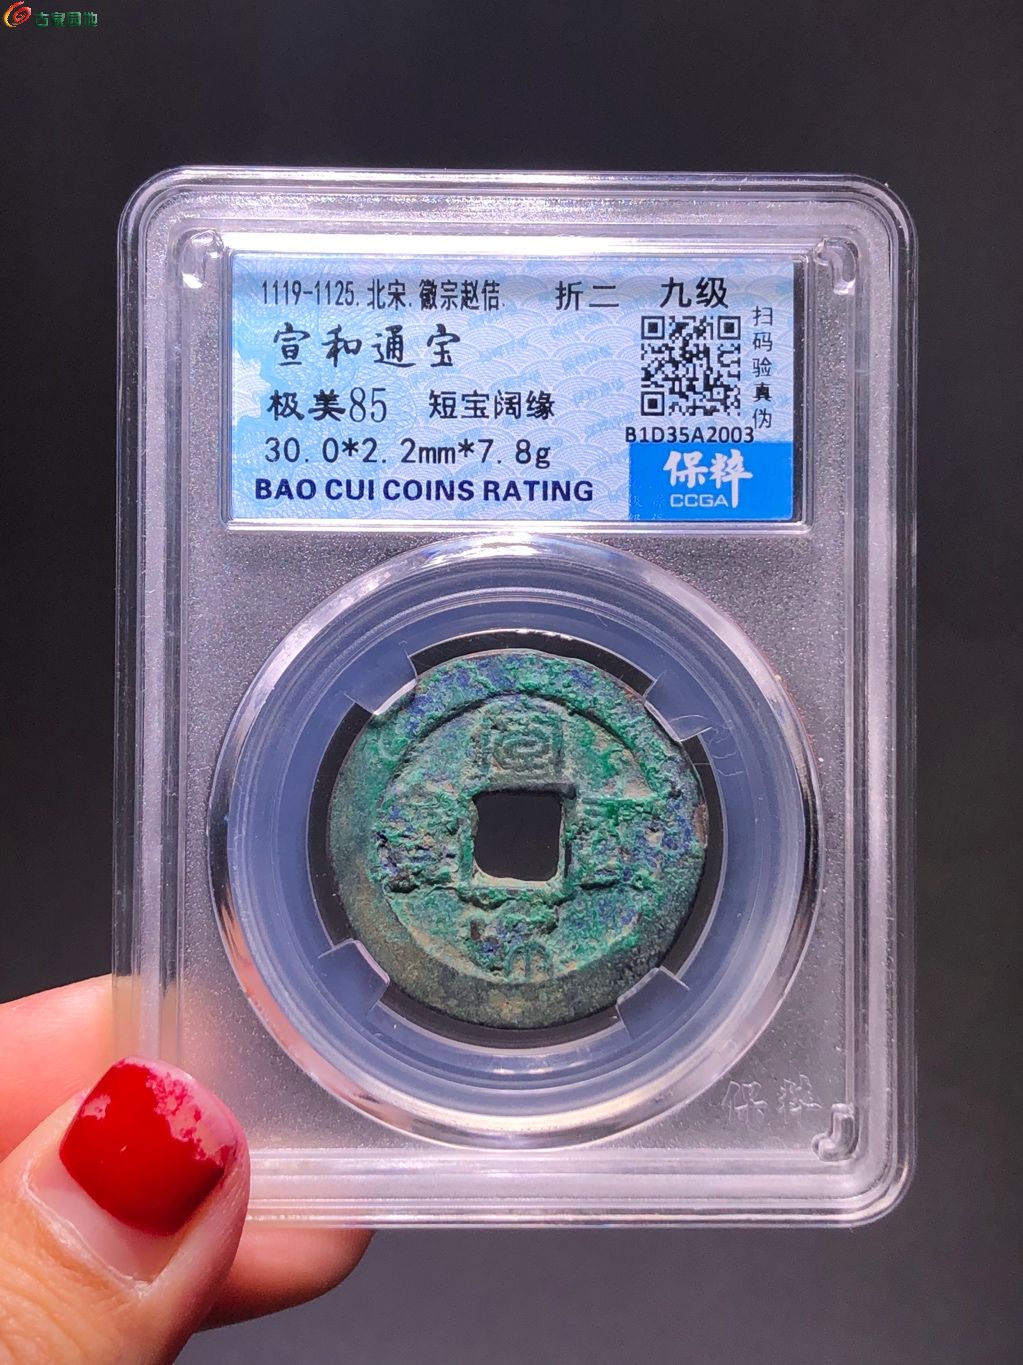 古泉园地
1119-1125.北宋.徽宗赵佶. 折二 九级
宣和通宝
极美85 短宝阔缘
30.0*2.2mm*7.8g
BAO CUI COINS RATING
扫码验真伪
B1D35A2003
保粹
CCGA
宣
和
保粹